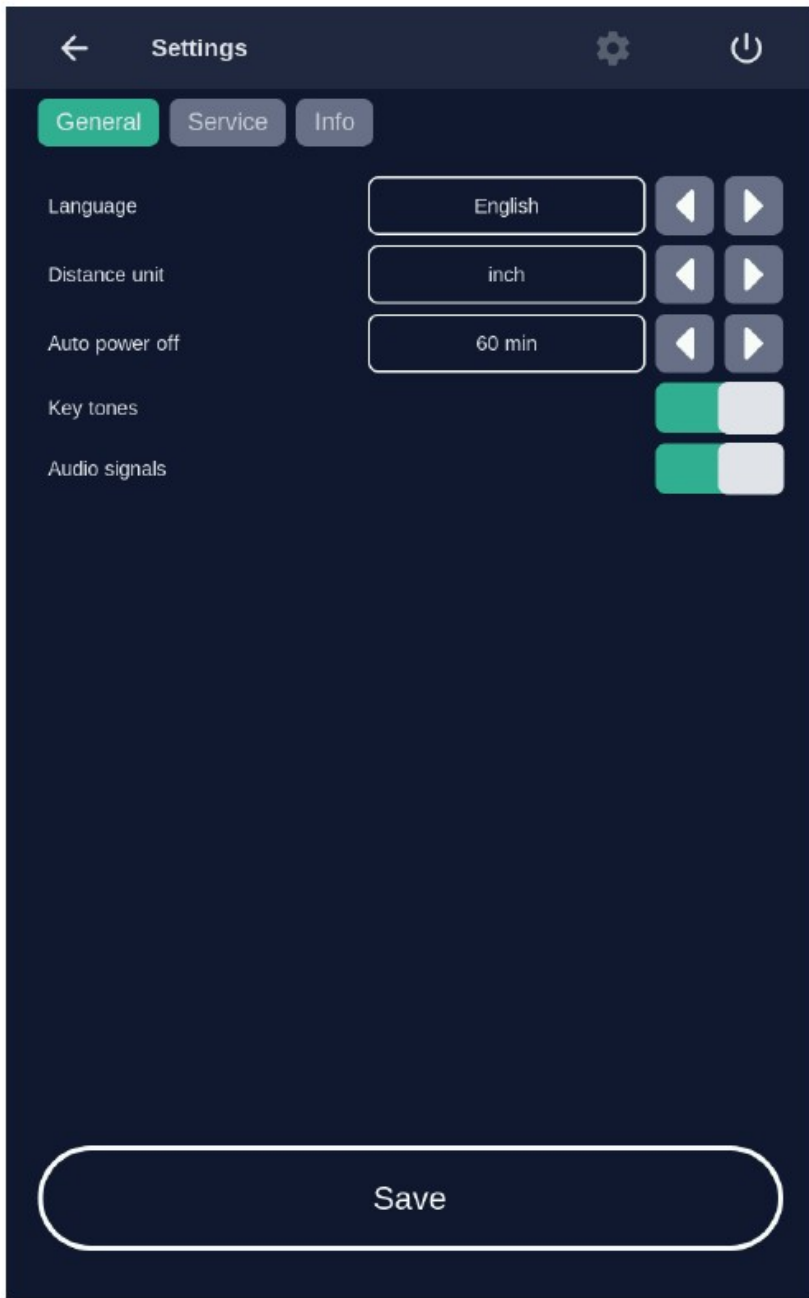 Settings
General Service Info
Language English
Distance unit inch
Auto power off 60 min
Key tones
Audio signals
Save